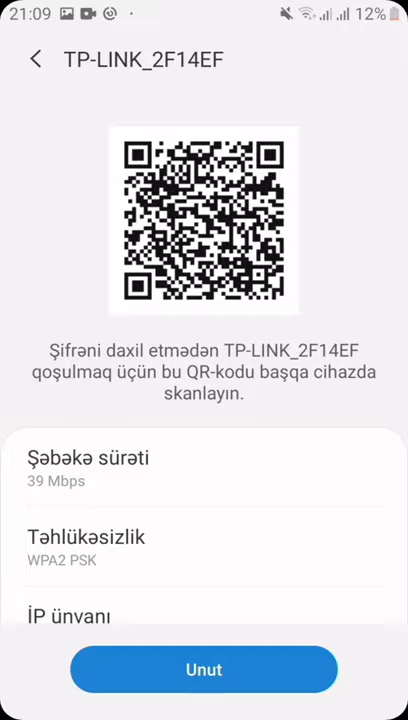 21:09 12%
TP-LINK_2F14EF
Şifrəni daxil etmədən TP-LINK_2F14EF
qoşulmaq üçün bu QR-kodu başqa cihazda
skanlayın.
Şəbəkə sürəti
39 Mbps
Təhlükəsizlik
WPA2 PSK
İP ünvanı
Unut